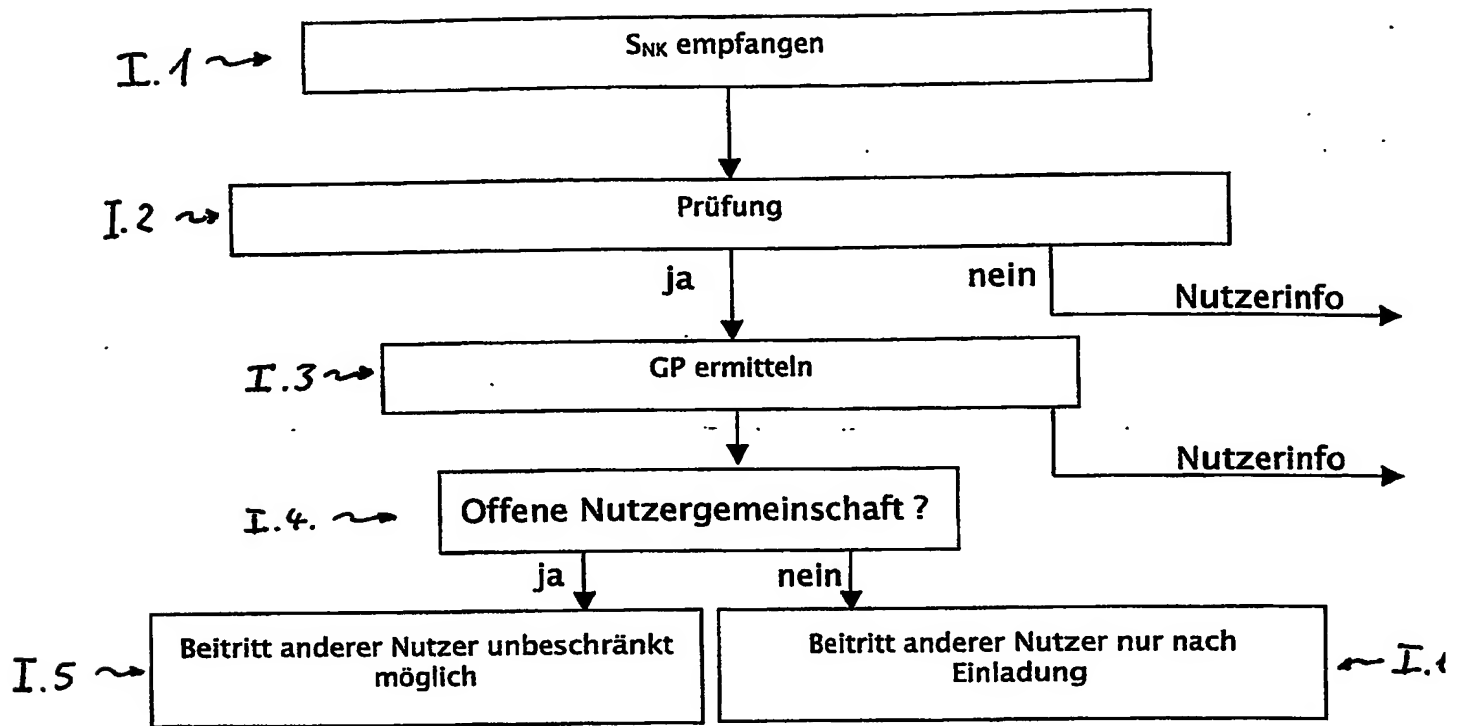 I.1 S_NK empfangen
I.2 Prüfung
ja nein
Nutzerinfo
I.3 GP ermitteln
Nutzerinfo
I.4. Offene Nutzergemeinschaft ?
ja nein
I.5 Beitritt anderer Nutzer unbeschränkt
möglich
Beitritt anderer Nutzer nur nach
Einladung